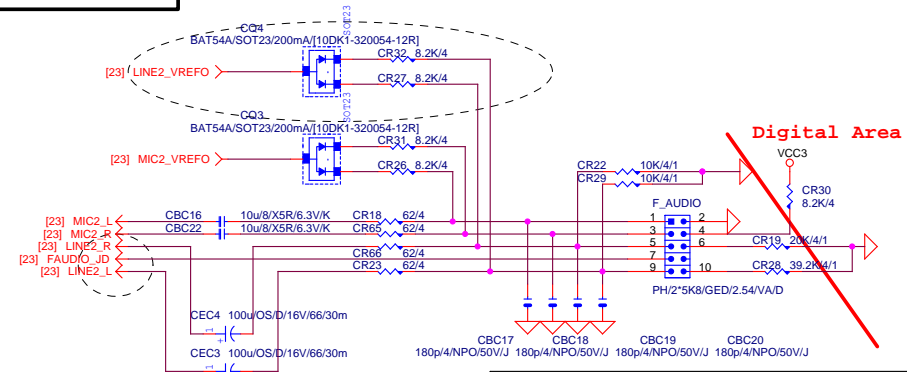 CQ4
SOT23
BAT54A/SOT23/200mA/[10DK1-320054-12R]
CR32 8.2K/4
[23] LINE2_VREFO
CR27 8.2K/4
SOT23
CQ3
BAT54A/SOT23/200mA/[10DK1-320054-12R]
CR31 8.2K/4
[23] MIC2_VREFO
CR26 8.2K/4
Digital Area
VCC3
CR22 10K/4/1
CR29 10K/4/1
CR30
8.2K/4
F_AUDIO
[23] MIC2_L
CBC16 10u/8/X5R/6.3V/K
CR18 62/4
1 2
[23] MIC2_R
CBC22 10u/8/X5R/6.3V/K
CR65 62/4
3 4
[23] LINE2_R
5 6
CR19 20K/4/1
[23] FAUDIO_JD
CR66 62/4
7
[23] LINE2_L
CR23 62/4
9 10
CR28 39.2K/4/1
PH/2*5K8/GED/2.54/VA/D
CEC4 100u/OS/D/16V/66/30m
1
+
CBC17 CBC18 CBC19 CBC20
180p/4/NPO/50V/J 180p/4/NPO/50V/J 180p/4/NPO/50V/J 180p/4/NPO/50V/J
CEC3 100u/OS/D/16V/66/30m
1